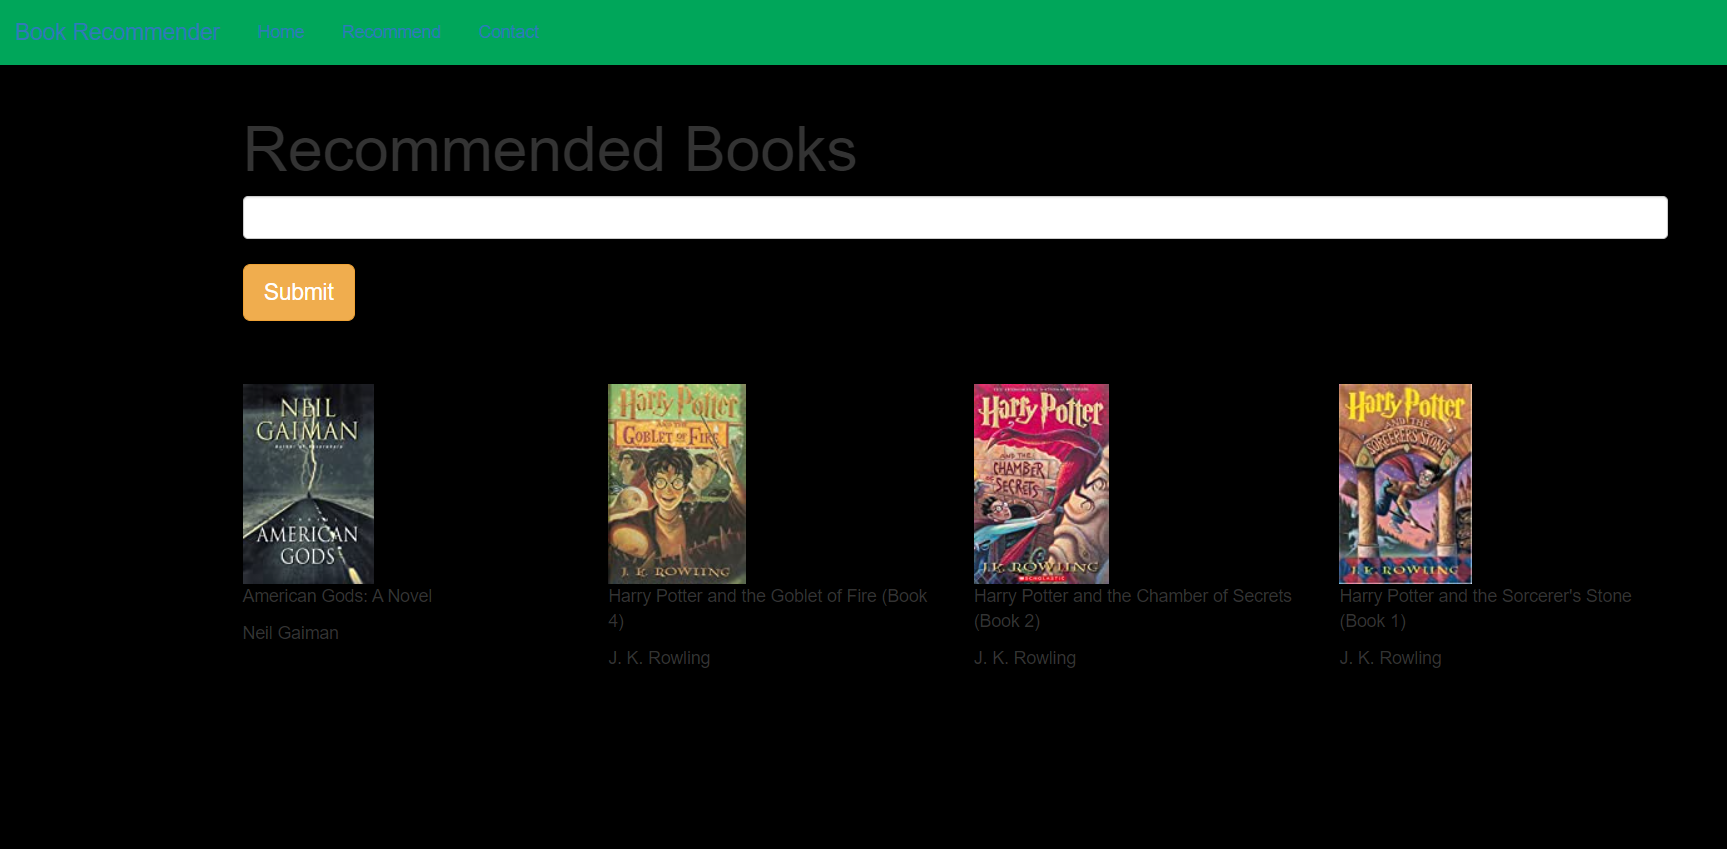 Book Recommender Home Recommend Contact
Recommended Books
Submit
NEIL
GAIMAN
AMERICAN
GODS
American Gods: A Novel
Neil Gaiman
Harry Potter
AND THE
GOBLET OF FIRE
J. K. ROWLING
Harry Potter and the Goblet of Fire (Book
4)
J. K. Rowling
Harry Potter
AND THE
CHAMBER
OF SECRETS
J.K. ROWLING
SCHOLASTIC
Harry Potter and the Chamber of Secrets
(Book 2)
J. K. Rowling
Harry Potter
AND THE
SORCERER'S STONE
J. K. ROWLING
Harry Potter and the Sorcerer's Stone
(Book 1)
J. K. Rowling